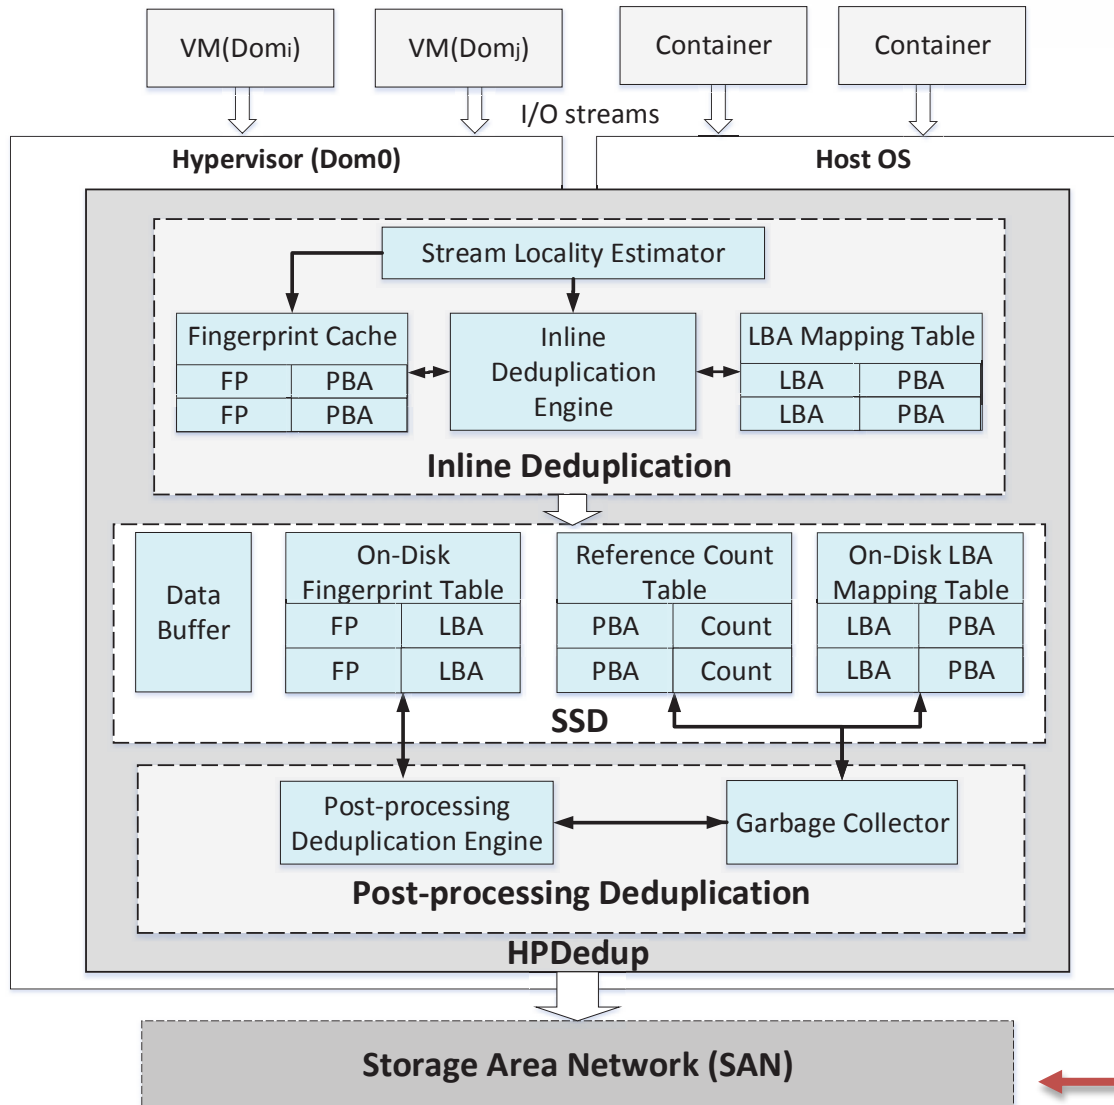 VM(Domi)
VM(Domj)
Container
Container
I/O streams
Hypervisor (Dom0)
Host OS
Stream Locality Estimator
Fingerprint Cache
FP
PBA
FP
PBA
Inline
Deduplication
Engine
LBA Mapping Table
LBA
PBA
LBA
PBA
Inline Deduplication
Data
Buffer
On-Disk
Fingerprint Table
FP
LBA
FP
LBA
Reference Count
Table
PBA
Count
PBA
Count
On-Disk LBA
Mapping Table
LBA
PBA
LBA
PBA
SSD
Post-processing
Deduplication Engine
Garbage Collector
Post-processing Deduplication
HPDedup
Storage Area Network (SAN)